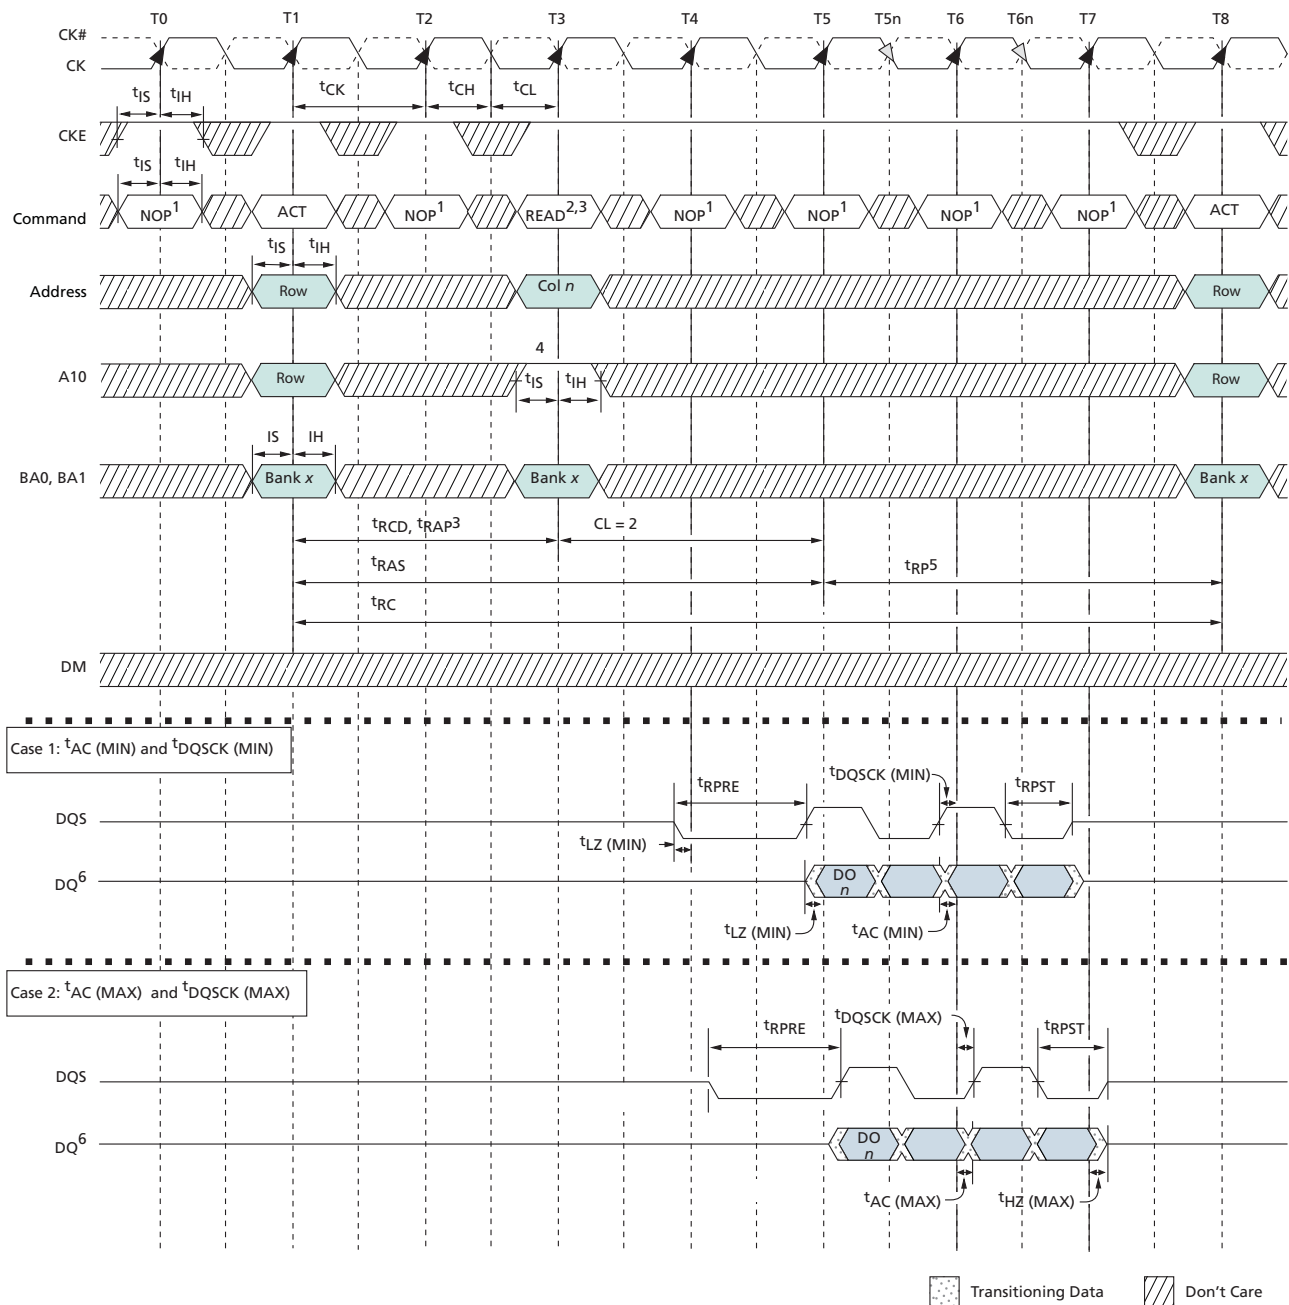 T0 T1 T2 T3 T4 T5 T5n T6 T6n T7 T8
CK#
CK
tCK tCH tCL
tIS tIH
CKE
tIS tIH
Command NOP1 ACT NOP1 READ2,3 NOP1 NOP1 NOP1 NOP1 ACT
tIS tIH
Address Row Col n Row
4
A10 Row tIS tIH Row
IS IH
BA0, BA1 Bank x Bank x Bank x
tRCD, tRAP3 CL = 2
tRAS tRP5
tRC
DM
Case 1: tAC (MIN) and tDQSCK (MIN)
tRPRE tDQSCK (MIN) tRPST
DQS
tLZ (MIN)
DQ6 DO n
tLZ (MIN) tAC (MIN)
Case 2: tAC (MAX) and tDQSCK (MAX)
tRPRE tDQSCK (MAX) tRPST
DQS
DQ6 DO n
tAC (MAX) tHZ (MAX)
Transitioning Data Don't Care